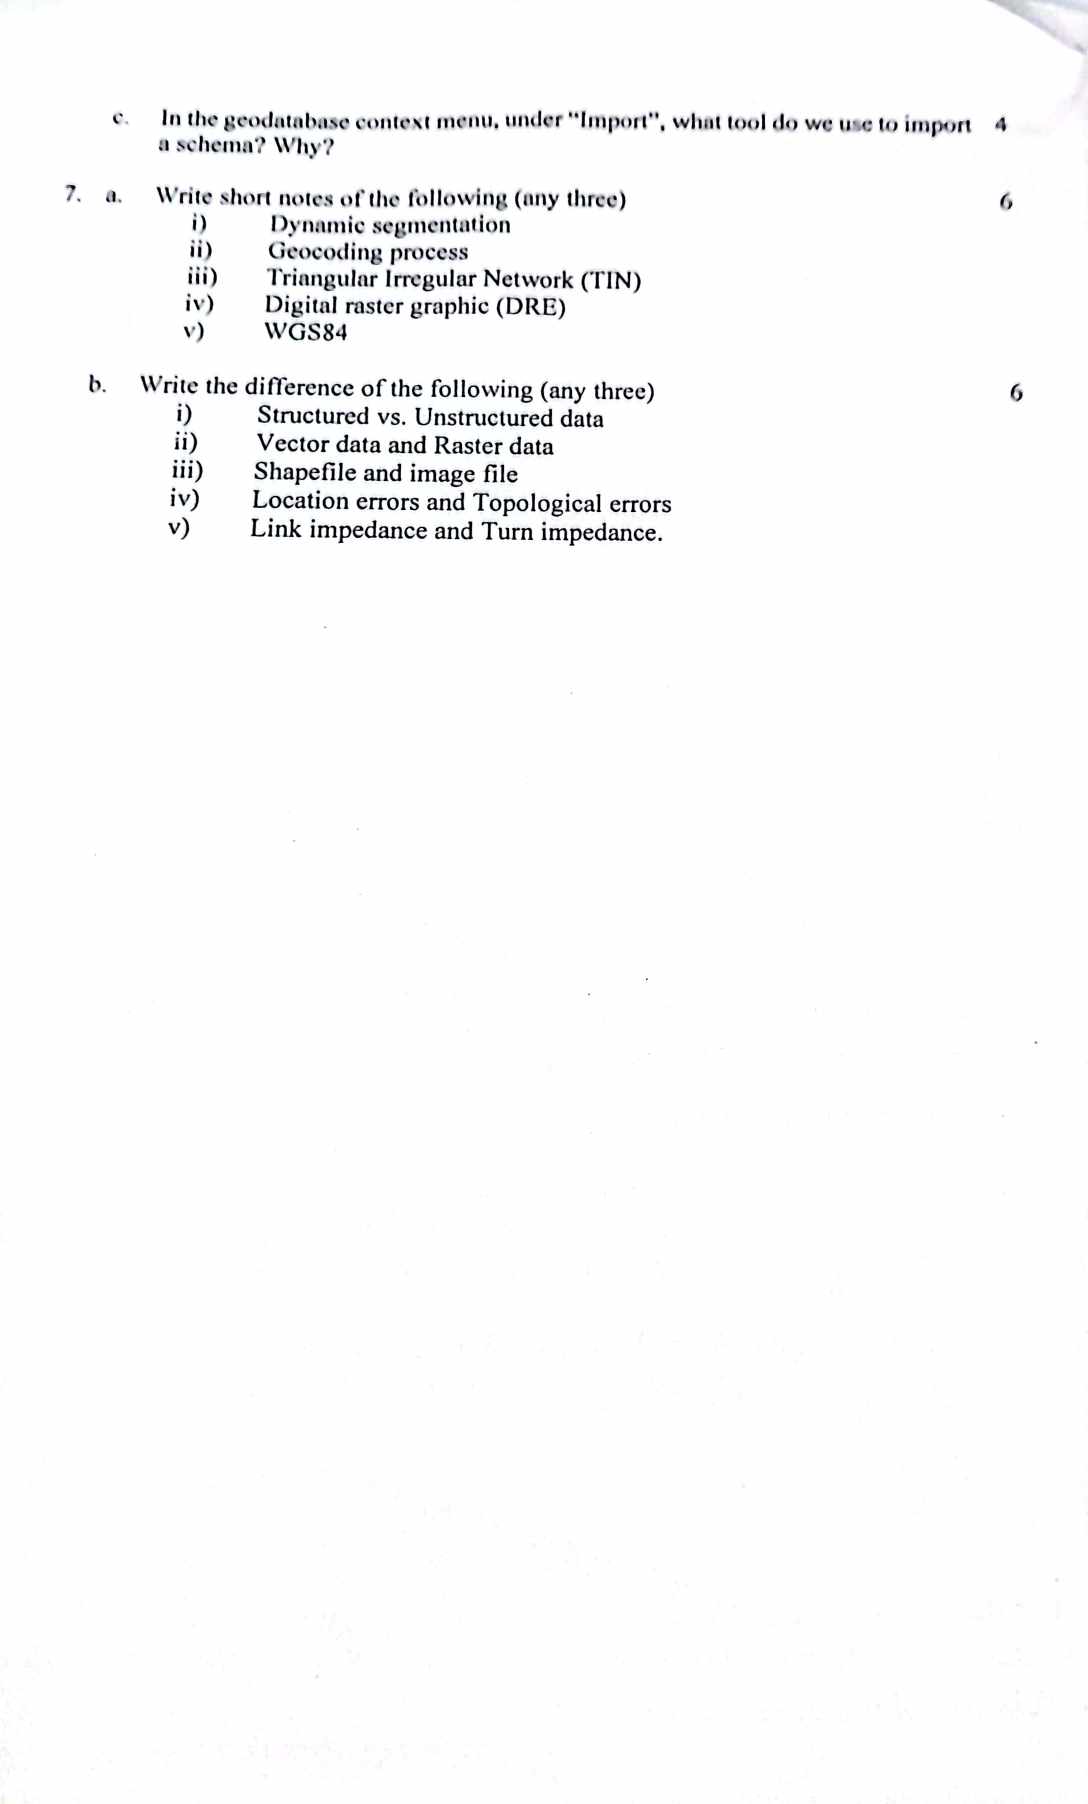 c. In the geodatabase context menu, under "Import", what tool do we use to import 4
a schema? Why?
7. a. Write short notes of the following (any three) 6
i) Dynamic segmentation
ii) Geocoding process
iii) Triangular Irregular Network (TIN)
iv) Digital raster graphic (DRE)
v) WGS84
b. Write the difference of the following (any three) 6
i) Structured vs. Unstructured data
ii) Vector data and Raster data
iii) Shapefile and image file
iv) Location errors and Topological errors
v) Link impedance and Turn impedance.